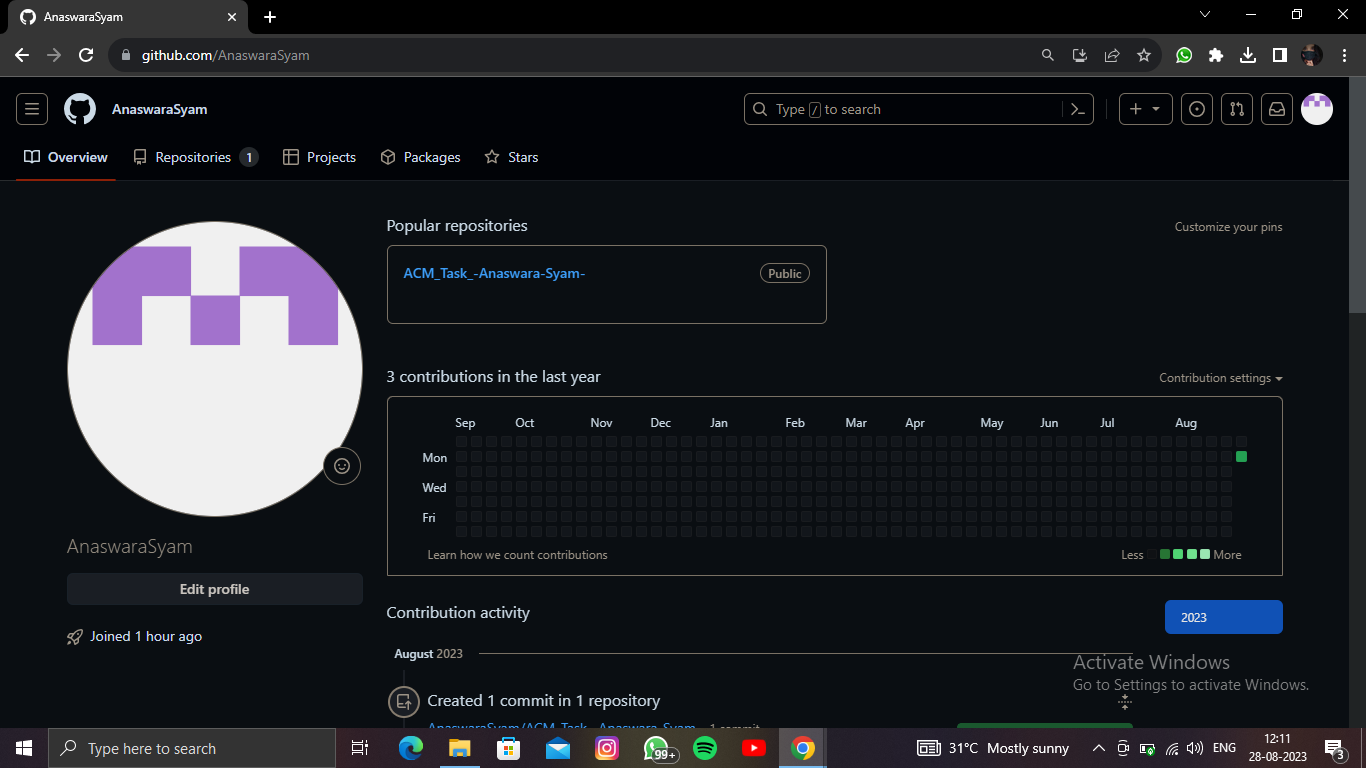 AnaswaraSyam
github.com/AnaswaraSyam
AnaswaraSyam
Type / to search
Overview
Repositories 1
Projects
Packages
Stars
Popular repositories
Customize your pins
ACM_Task_-Anaswara-Syam-
Public
3 contributions in the last year
Contribution settings
Sep Oct Nov Dec Jan Feb Mar Apr May Jun Jul Aug
Mon
Wed
Fri
Learn how we count contributions
Less More
AnaswaraSyam
Edit profile
Joined 1 hour ago
Contribution activity
2023
August 2023
Created 1 commit in 1 repository
AnaswaraSyam/ACM_Task_-Anaswara-Syam- 1 commit
Activate Windows
Go to Settings to activate Windows.
Type here to search
99+
31°C Mostly sunny
ENG
12:11
28-08-2023
3